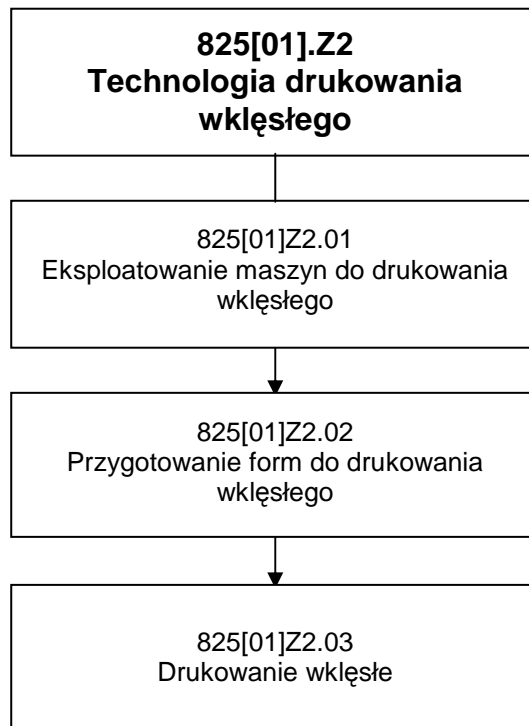 825[01].Z2
Technologia drukowania
wklęsłego
825[01]Z2.01
Eksploatowanie maszyn do drukowania
wklęsłego
825[01]Z2.02
Przygotowanie form do drukowania
wklęsłego
825[01]Z2.03
Drukowanie wklęsłe